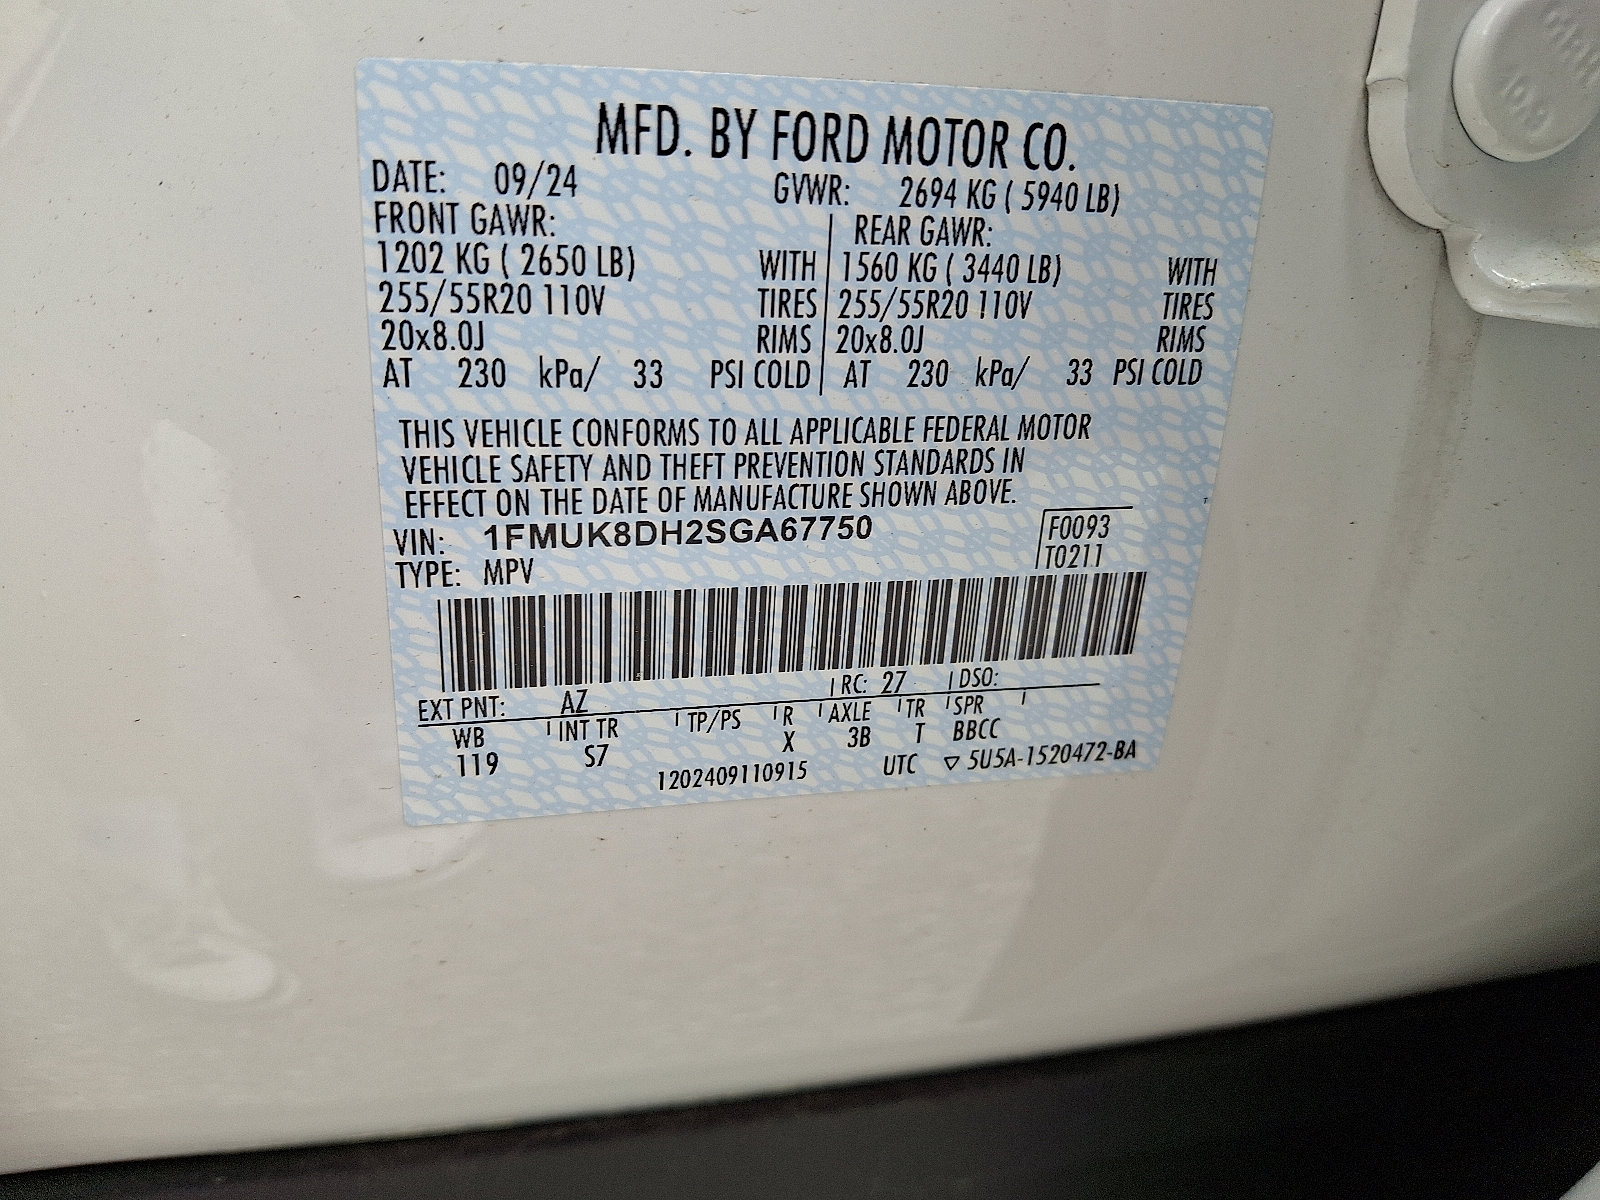 MFD. BY FORD MOTOR CO.
DATE: 09/24 GVWR: 2694 KG ( 5940 LB)
FRONT GAWR: REAR GAWR:
1202 KG ( 2650 LB) WITH 1560 KG ( 3440 LB) WITH
255/55R20 110V TIRES 255/55R20 110V TIRES
20x8.0J RIMS 20x8.0J RIMS
AT 230 kPa/ 33 PSI COLD AT 230 kPa/ 33 PSI COLD
THIS VEHICLE CONFORMS TO ALL APPLICABLE FEDERAL MOTOR
VEHICLE SAFETY AND THEFT PREVENTION STANDARDS IN
EFFECT ON THE DATE OF MANUFACTURE SHOWN ABOVE.
VIN: 1FMUK8DH2SGA67750 F0093
TYPE: MPV T0211
EXT PNT: AZ RC: 27 DSO:
WB INT TR TP/PS R AXLE TR SPR
119 S7 X 3B T BBCC
1202409110915 UTC ▽ 5U5A-1520472-BA